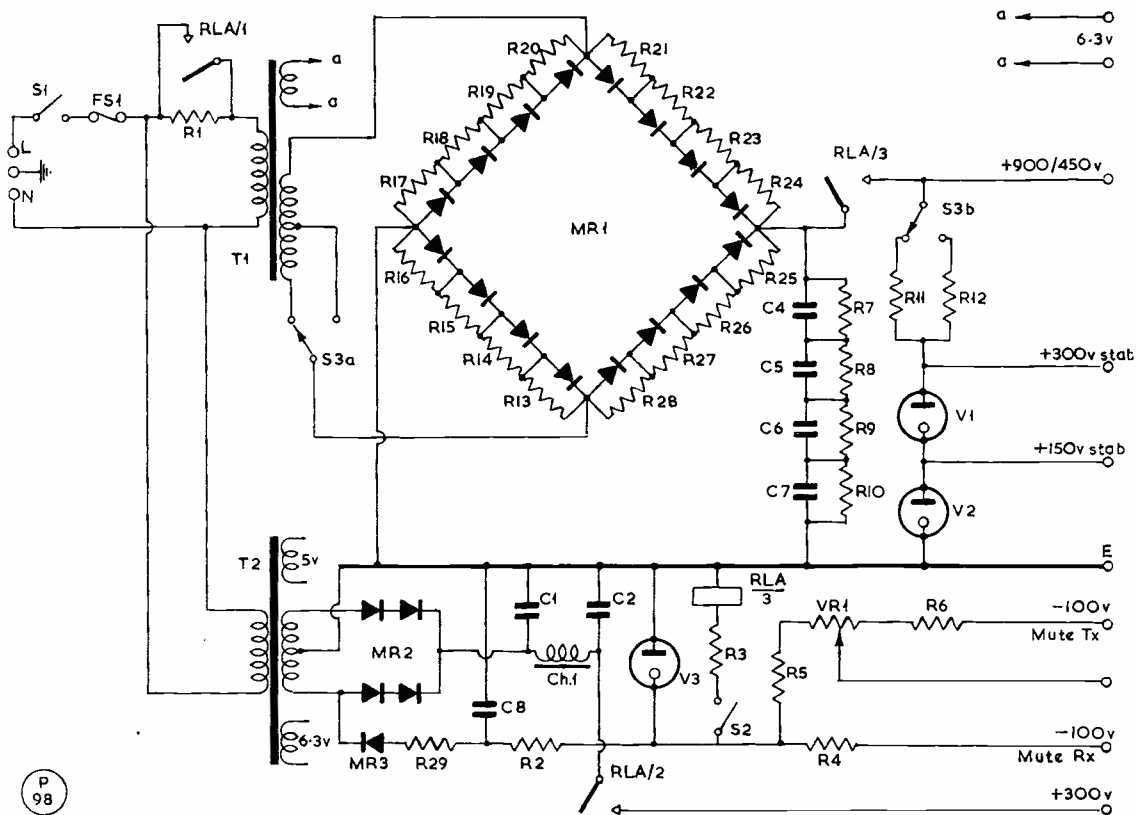 RLA/1
S1
FS1
R1
L
N
T1
a
a
S3a
R20
R19
R18
R17
R21
R22
R23
R24
MR1
R16
R15
R14
R13
R25
R26
R27
R28
a
6·3v
a
RLA/3
+900/450v
S3b
R11
R12
C4
R7
C5
R8
C6
R9
C7
R10
+300v stat
V1
+150v stab
V2
E
T2
5v
6·3v
MR2
MR3
R29
C8
R2
C1
C2
Ch.1
V3
RLA
3
R3
S2
VR1
R6
-100v
Mute Tx
R5
R4
-100v
Mute Rx
RLA/2
+300v
P
98